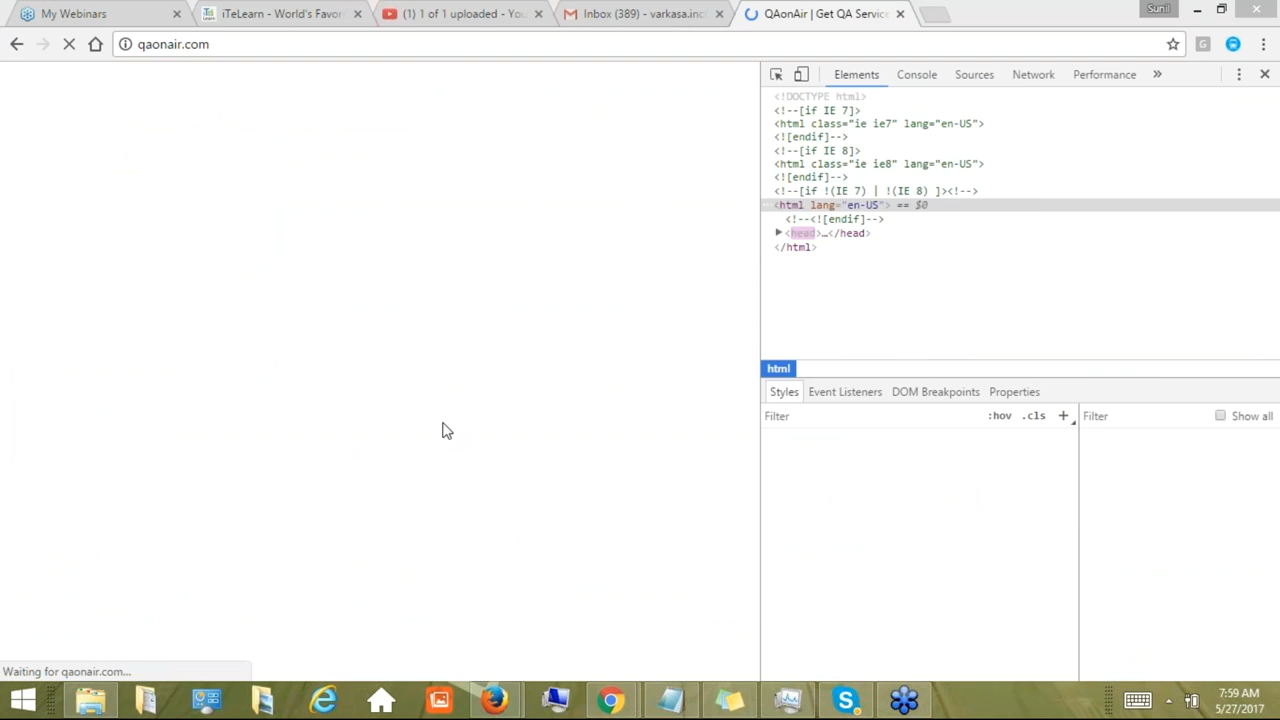 My Webinars
iTeLearn - World's Favori
(1) 1 of 1 uploaded - You
Inbox (389) - varkasa.inc
QAonAir | Get QA Service
Sunil
qaonair.com
Elements Console Sources Network Performance »
<!DOCTYPE html>
<!--[if IE 7]>
<html class="ie ie7" lang="en-US">
<![endif]-->
<!--[if IE 8]>
<html class="ie ie8" lang="en-US">
<![endif]-->
<!--[if !(IE 7) | !(IE 8) ]><!-->
<html lang="en-US"> == $0
<!--<![endif]-->
<head>…</head>
</html>
html
Styles Event Listeners DOM Breakpoints Properties
Filter :hov .cls + Filter Show all
Waiting for qaonair.com...
7:59 AM
5/27/2017